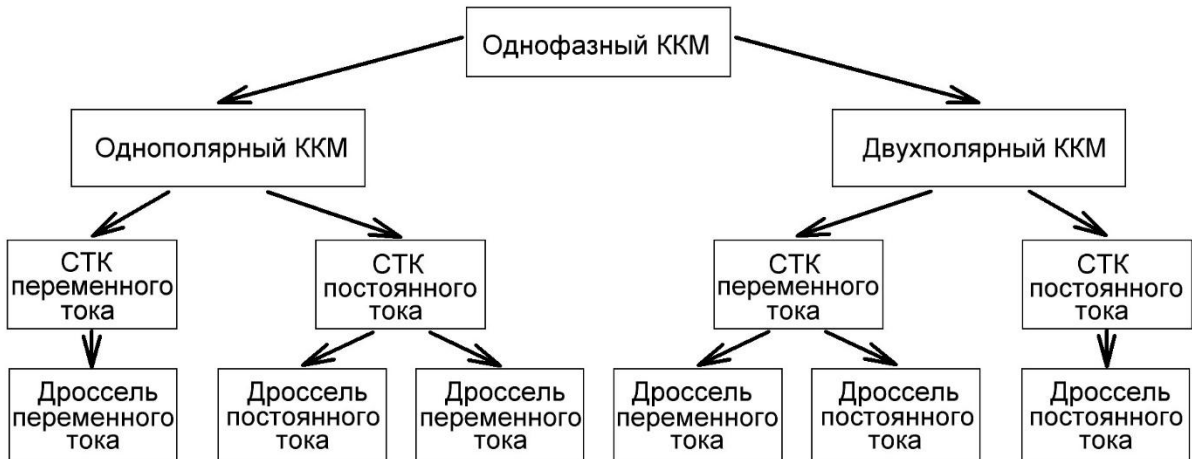 Однофазный ККМ
Однополярный ККМ
Двухполярный ККМ
СТК
переменного
тока
СТК
постоянного
тока
СТК
переменного
тока
СТК
постоянного
тока
Дроссель
переменного
тока
Дроссель
постоянного
тока
Дроссель
переменного
тока
Дроссель
переменного
тока
Дроссель
постоянного
тока
Дроссель
постоянного
тока